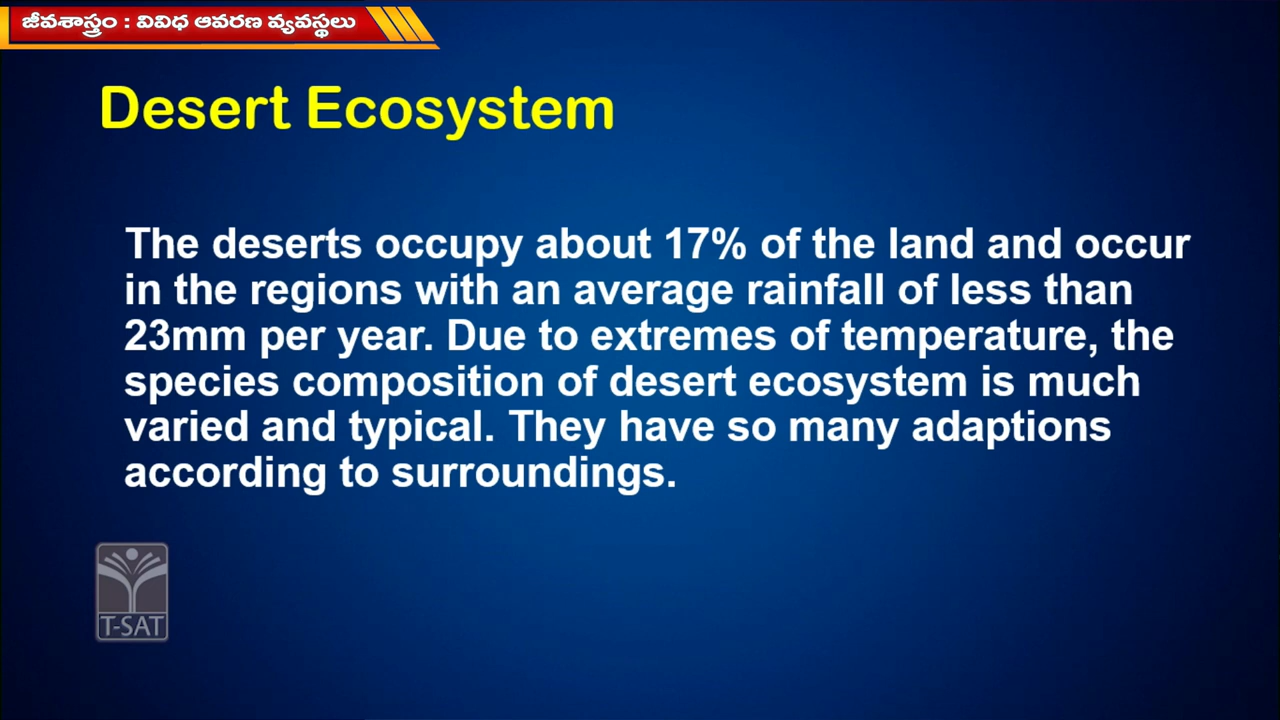 జీవశాస్త్రం : వివిధ ఆవరణ వ్యవస్థలు
Desert Ecosystem
The deserts occupy about 17% of the land and occur
in the regions with an average rainfall of less than
23mm per year. Due to extremes of temperature, the
species composition of desert ecosystem is much
varied and typical. They have so many adaptions
according to surroundings.
T-SAT